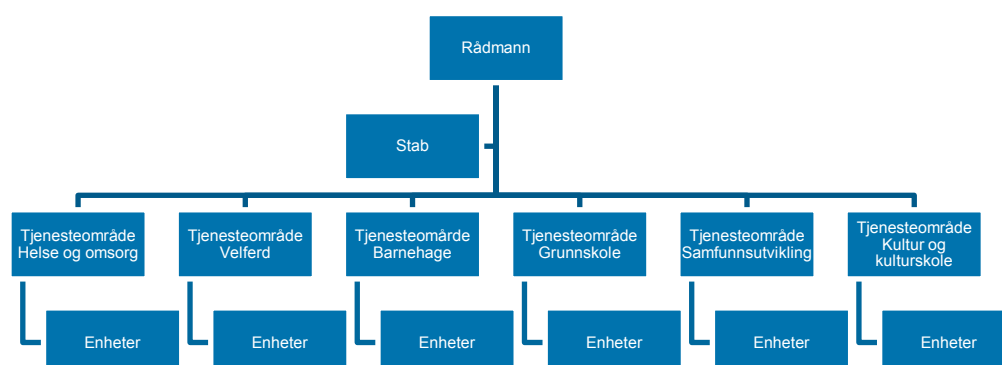 Rådmann
Stab
Tjenesteområde
Helse og omsorg
Tjenesteområde
Velferd
Tjenesteomårde
Barnehage
Tjenesteområde
Grunnskole
Tjenesteområde
Samfunnsutvikling
Tjenesteområde
Kultur og
kulturskole
Enheter
Enheter
Enheter
Enheter
Enheter
Enheter